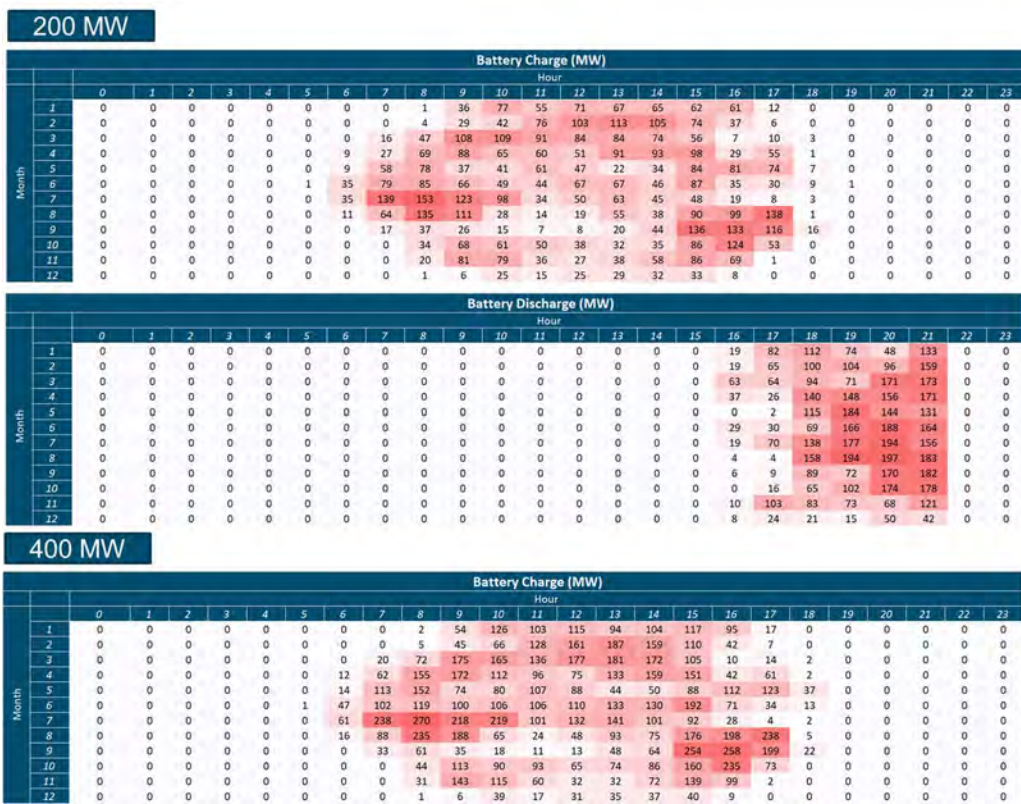 200 MW
Battery Charge (MW)
Hour
0 1 2 3 4 5 6 7 8 9 10 11 12 13 14 15 16 17 18 19 20 21 22 23
Month
1 0 0 0 0 0 0 0 0 1 36 77 55 71 67 65 62 61 12 0 0 0 0 0 0
2 0 0 0 0 0 0 0 0 4 29 42 76 103 113 105 74 37 6 0 0 0 0 0 0
3 0 0 0 0 0 0 0 16 47 108 109 91 84 84 74 56 7 10 3 0 0 0 0 0
4 0 0 0 0 0 0 9 27 69 88 65 60 51 91 93 98 29 55 1 0 0 0 0 0
5 0 0 0 0 0 0 9 58 78 37 41 61 47 22 34 84 81 74 7 0 0 0 0 0
6 0 0 0 0 0 1 35 79 85 66 49 44 67 67 46 87 35 30 9 1 0 0 0 0
7 0 0 0 0 0 0 35 139 153 123 98 34 50 63 45 48 19 8 3 0 0 0 0 0
8 0 0 0 0 0 0 11 64 135 111 28 14 19 55 38 90 99 138 1 0 0 0 0 0
9 0 0 0 0 0 0 0 17 37 26 15 7 8 20 44 136 133 116 16 0 0 0 0 0
10 0 0 0 0 0 0 0 0 34 68 61 50 38 32 35 86 124 53 0 0 0 0 0 0
11 0 0 0 0 0 0 0 0 20 81 79 36 27 38 58 86 69 1 0 0 0 0 0 0
12 0 0 0 0 0 0 0 0 1 6 25 15 25 29 32 33 8 0 0 0 0 0 0 0
Battery Discharge (MW)
Hour
0 1 2 3 4 5 6 7 8 9 10 11 12 13 14 15 16 17 18 19 20 21 22 23
Month
1 0 0 0 0 0 0 0 0 0 0 0 0 0 0 0 0 19 82 112 74 48 133 0 0
2 0 0 0 0 0 0 0 0 0 0 0 0 0 0 0 0 19 65 100 104 96 159 0 0
3 0 0 0 0 0 0 0 0 0 0 0 0 0 0 0 0 63 64 94 71 171 173 0 0
4 0 0 0 0 0 0 0 0 0 0 0 0 0 0 0 0 37 26 140 148 156 171 0 0
5 0 0 0 0 0 0 0 0 0 0 0 0 0 0 0 0 0 2 115 184 144 131 0 0
6 0 0 0 0 0 0 0 0 0 0 0 0 0 0 0 0 29 30 69 166 188 164 0 0
7 0 0 0 0 0 0 0 0 0 0 0 0 0 0 0 0 19 70 138 177 194 156 0 0
8 0 0 0 0 0 0 0 0 0 0 0 0 0 0 0 0 4 4 158 194 197 183 0 0
9 0 0 0 0 0 0 0 0 0 0 0 0 0 0 0 0 6 9 89 72 170 182 0 0
10 0 0 0 0 0 0 0 0 0 0 0 0 0 0 0 0 0 16 65 102 174 178 0 0
11 0 0 0 0 0 0 0 0 0 0 0 0 0 0 0 0 10 103 83 73 68 121 0 0
12 0 0 0 0 0 0 0 0 0 0 0 0 0 0 0 0 8 24 21 15 50 42 0 0
400 MW
Battery Charge (MW)
Hour
0 1 2 3 4 5 6 7 8 9 10 11 12 13 14 15 16 17 18 19 20 21 22 23
Month
1 0 0 0 0 0 0 0 0 2 54 126 103 115 94 104 117 95 17 0 0 0 0 0 0
2 0 0 0 0 0 0 0 0 5 45 66 128 161 187 159 110 42 7 0 0 0 0 0 0
3 0 0 0 0 0 0 0 20 72 175 165 136 177 181 172 105 10 14 2 0 0 0 0 0
4 0 0 0 0 0 0 12 62 155 172 112 96 75 133 159 151 42 61 2 0 0 0 0 0
5 0 0 0 0 0 0 14 113 152 74 80 107 88 44 50 88 112 123 37 0 0 0 0 0
6 0 0 0 0 0 1 47 102 119 100 106 106 110 133 130 192 71 34 13 0 0 0 0 0
7 0 0 0 0 0 0 61 238 270 218 219 101 132 141 101 92 28 4 2 0 0 0 0 0
8 0 0 0 0 0 0 16 88 235 188 65 24 48 93 75 176 198 238 5 0 0 0 0 0
9 0 0 0 0 0 0 0 33 61 35 18 11 13 48 64 254 258 199 22 0 0 0 0 0
10 0 0 0 0 0 0 0 0 44 113 90 93 65 74 86 160 235 73 0 0 0 0 0 0
11 0 0 0 0 0 0 0 0 31 143 115 60 32 32 72 139 99 2 0 0 0 0 0 0
12 0 0 0 0 0 0 0 0 1 6 39 17 31 35 37 40 9 0 0 0 0 0 0 0